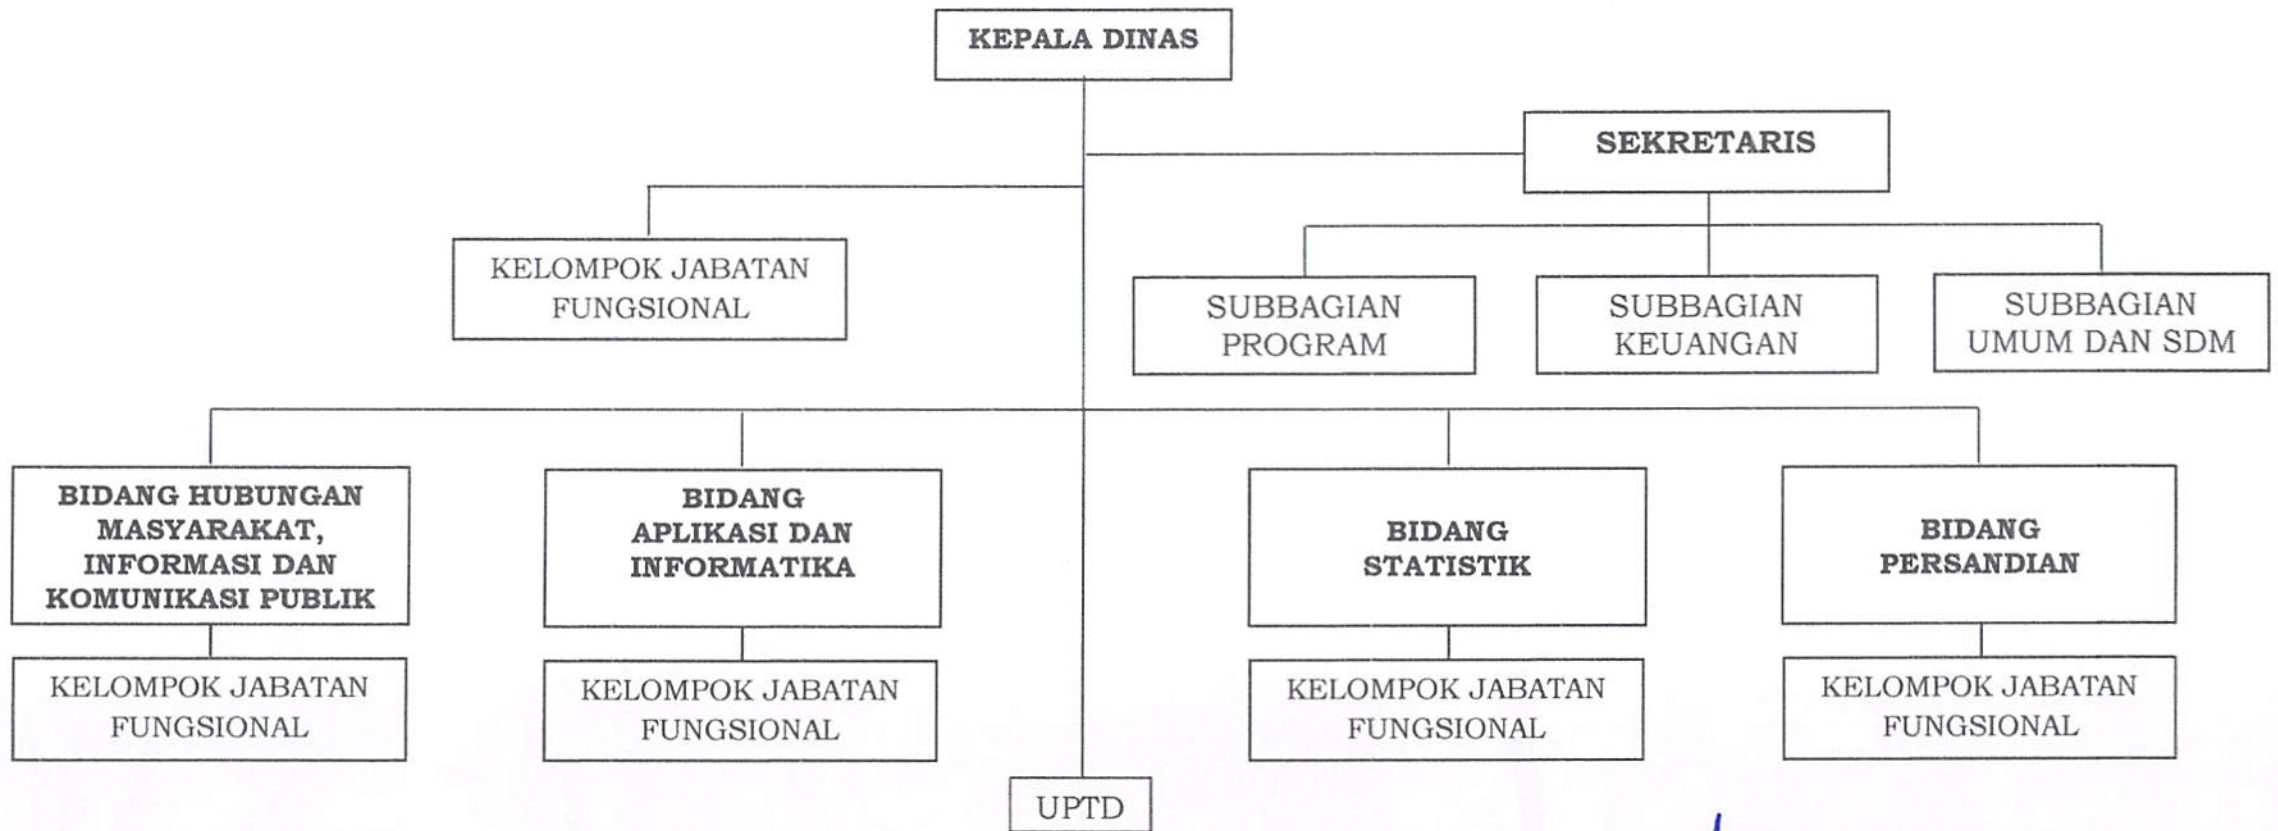 KEPALA DINAS
SEKRETARIS
KELOMPOK JABATAN
FUNGSIONAL
SUBBAGIAN
PROGRAM
SUBBAGIAN
KEUANGAN
SUBBAGIAN
UMUM DAN SDM
BIDANG HUBUNGAN
MASYARAKAT,
INFORMASI DAN
KOMUNIKASI PUBLIK
BIDANG
APLIKASI DAN
INFORMATIKA
BIDANG
STATISTIK
BIDANG
PERSANDIAN
KELOMPOK JABATAN
FUNGSIONAL
KELOMPOK JABATAN
FUNGSIONAL
KELOMPOK JABATAN
FUNGSIONAL
KELOMPOK JABATAN
FUNGSIONAL
UPTD